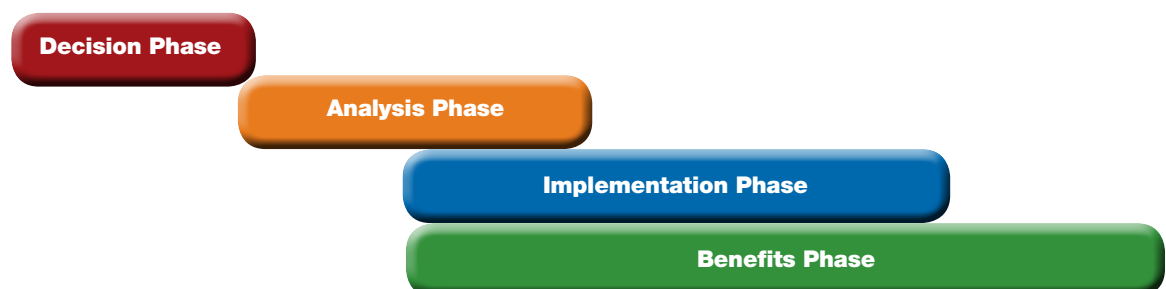 Decision Phase
Analysis Phase
Implementation Phase
Benefits Phase